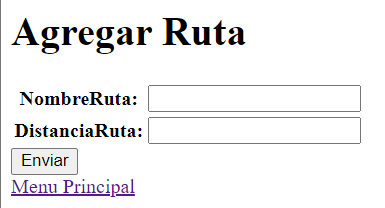 Agregar Ruta
NombreRuta:
DistanciaRuta:
Enviar
Menu Principal